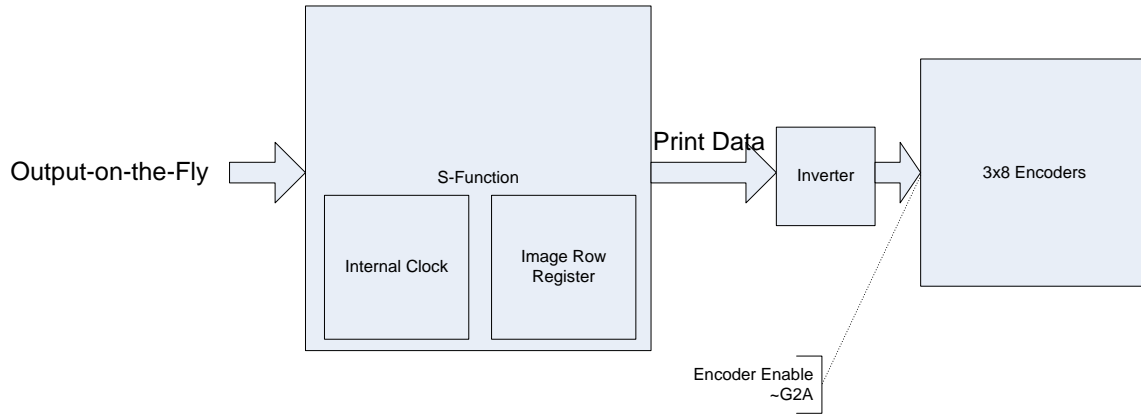 Output-on-the-Fly
S-Function
Internal Clock
Image Row
Register
Print Data
Inverter
3x8 Encoders
Encoder Enable
~G2A